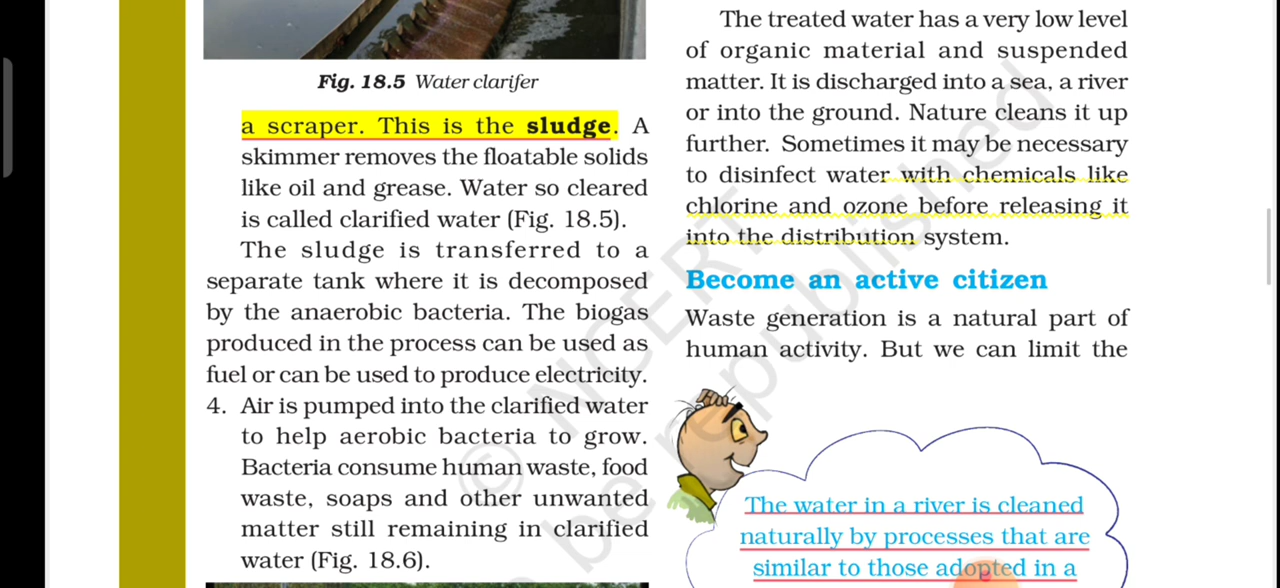 Fig. 18.5 Water clarifer
a scraper. This is the sludge. A
skimmer removes the floatable solids
like oil and grease. Water so cleared
is called clarified water (Fig. 18.5).
The sludge is transferred to a
separate tank where it is decomposed
by the anaerobic bacteria. The biogas
produced in the process can be used as
fuel or can be used to produce electricity.
4. Air is pumped into the clarified water
to help aerobic bacteria to grow.
Bacteria consume human waste, food
waste, soaps and other unwanted
matter still remaining in clarified
water (Fig. 18.6).
The treated water has a very low level
of organic material and suspended
matter. It is discharged into a sea, a river
or into the ground. Nature cleans it up
further. Sometimes it may be necessary
to disinfect water with chemicals like
chlorine and ozone before releasing it
into the distribution system.
Become an active citizen
Waste generation is a natural part of
human activity. But we can limit the
The water in a river is cleaned
naturally by processes that are
similar to those adopted in a
© NCERT
be republished